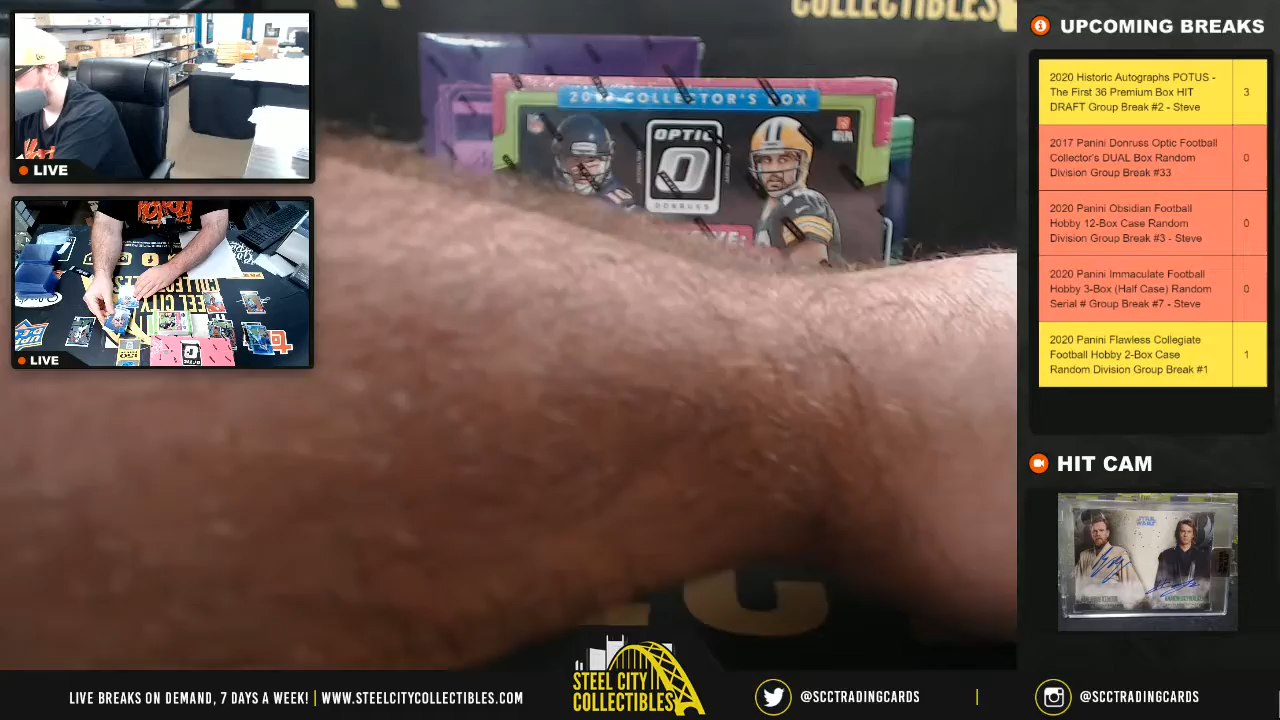 COLLECTIBLES
COLLECTOR'S BOX
OPTIC
DONRUSS
LIVE
LIVE
UPCOMING BREAKS
2020 Historic Autographs POTUS -
The First 36 Premium Box HIT
DRAFT Group Break #2 - Steve
3
2017 Panini Donruss Optic Football
Collector's DUAL Box Random
Division Group Break #33
0
2020 Panini Obsidian Football
Hobby 12-Box Case Random
Division Group Break #3 - Steve
0
2020 Panini Immaculate Football
Hobby 3-Box (Half Case) Random
Serial # Group Break #7 - Steve
0
2020 Panini Flawless Collegiate
Football Hobby 2-Box Case
Random Division Group Break #1
1
HIT CAM
STAR WARS
LIVE BREAKS ON DEMAND, 7 DAYS A WEEK! | WWW.STEELCITYCOLLECTIBLES.COM
STEEL CITY
COLLECTIBLES
@SCCTRADINGCARDS
|
@SCCTRADINGCARDS